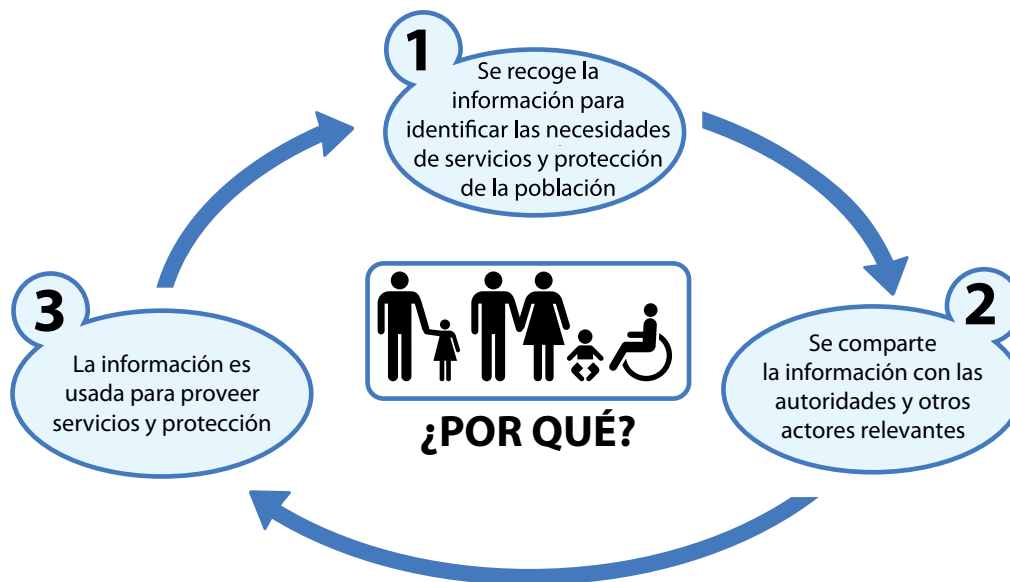 1
Se recoge la
información para
identificar las necesidades
de servicios y protección
de la población
2
Se comparte
la información con las
autoridades y otros
actores relevantes
3
La información es
usada para proveer
servicios y protección
¿POR QUÉ?